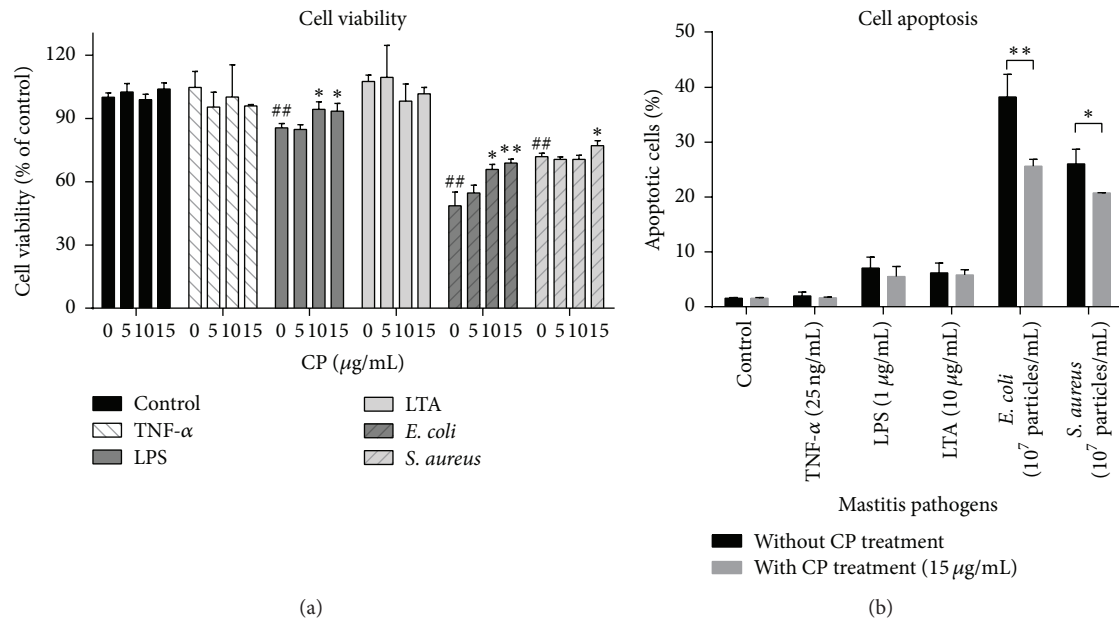 Cell viability
Cell viability (% of control)
120
90
60
30
0
##
*
*
##
*
**
##
*
0 5 10 15 0 5 10 15 0 5 10 15 0 5 10 15 0 5 10 15 0 5 10 15
CP (μg/mL)
Control
TNF-α
LPS
LTA
E. coli
S. aureus
(a)
Cell apoptosis
Apoptotic cells (%)
50
40
30
20
10
0
**
*
Control
TNF-α (25 ng/mL)
LPS (1 μg/mL)
LTA (10 μg/mL)
E. coli
(10⁷ particles/mL)
S. aureus
(10⁷ particles/mL)
Mastitis pathogens
Without CP treatment
With CP treatment (15 μg/mL)
(b)